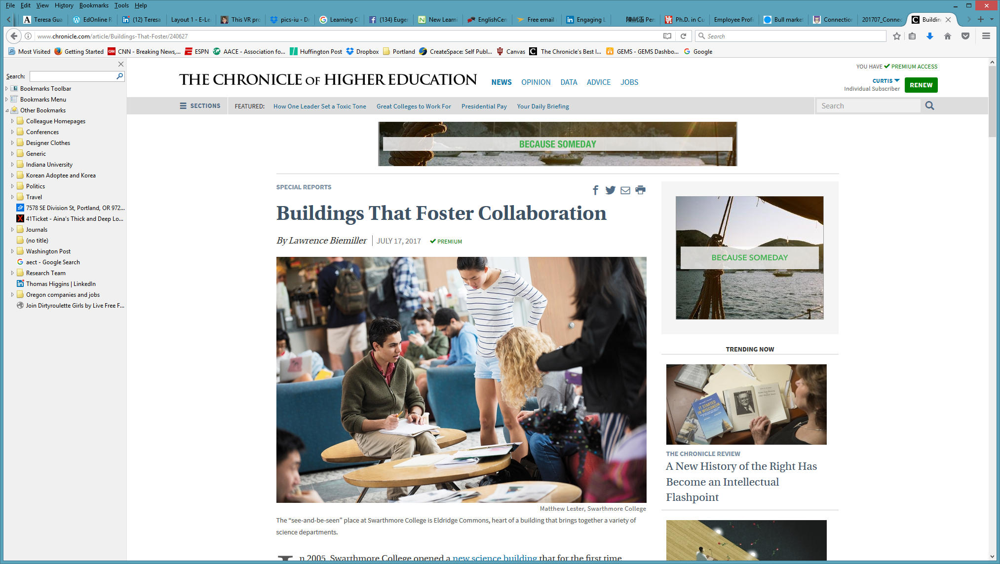 File Edit View History Bookmarks Tools Help
Teresa Gua EdOnline R (12) Teresa Layout 1 - E-Le This VR pro pics-iu - Dr Learning C (134) Euger New Learni EnglishCen Free email Engaging L 陳劍涵 Per Ph.D. in Cu Employee Profi Bull market Connection 201707_Connec Buildin
www.chronicle.com/article/Buildings-That-Foster/240627 Search
Most Visited Getting Started CNN - Breaking News,... ESPN AACE - Association fo... Huffington Post Dropbox Portland CreateSpace: Self Publ... Canvas The Chronicle's Best I... GEMS - GEMS Dashbo... Google
Search:
Bookmarks Toolbar
Bookmarks Menu
Other Bookmarks
Colleague Homepages
Conferences
Designer Clothes
Generic
Indiana University
Korean Adoptee and Korea
Politics
Travel
7578 SE Division St, Portland, OR 972...
41Ticket - Aina's Thick and Deep Lo...
Journals
(no title)
Washington Post
aect - Google Search
Research Team
Thomas Higgins | LinkedIn
Oregon companies and jobs
Join Dirtyroulette Girls by Live Free F...
YOU HAVE PREMIUM ACCESS
THE CHRONICLE OF HIGHER EDUCATION NEWS OPINION DATA ADVICE JOBS
CURTIS
Individual Subscriber
RENEW
SECTIONS FEATURED: How One Leader Set a Toxic Tone Great Colleges to Work For Presidential Pay Your Daily Briefing Search
BECAUSE SOMEDAY
SPECIAL REPORTS
Buildings That Foster Collaboration
By Lawrence Biemiller JULY 17, 2017 PREMIUM
Matthew Lester, Swarthmore College
The “see-and-be-seen” place at Swarthmore College is Eldridge Commons, heart of a building that brings together a variety of
science departments.
In 2005, Swarthmore College opened a new science building that for the first time
BECAUSE SOMEDAY
TRENDING NOW
IT STARTED
IN WISCONSIN
THE CHRONICLE REVIEW
A New History of the Right Has
Become an Intellectual
Flashpoint